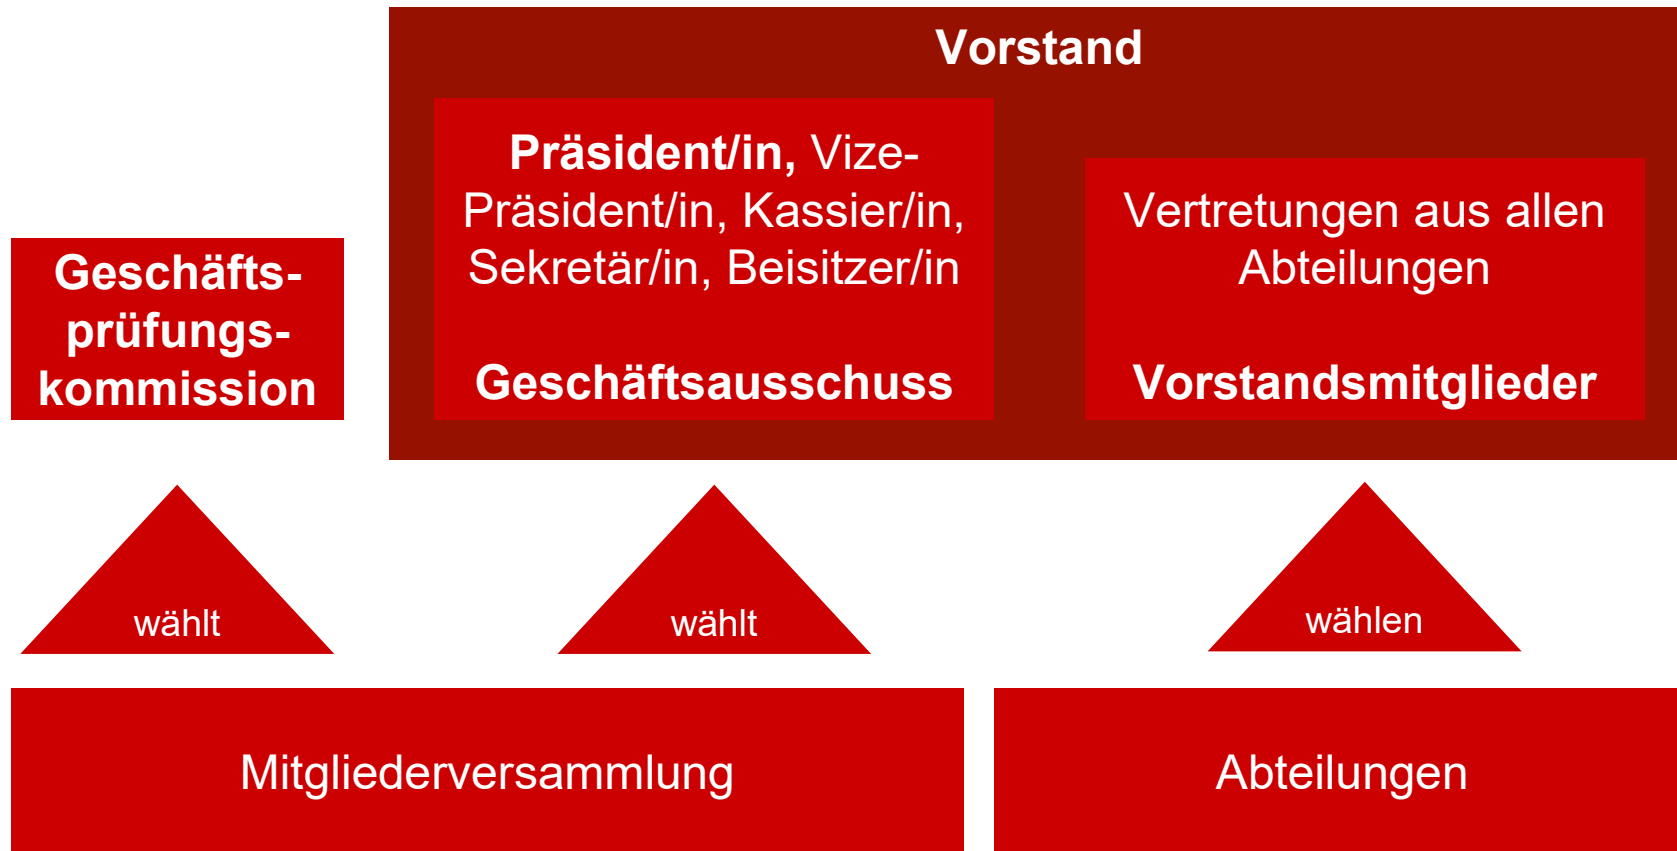 Vorstand
Präsident/in, Vize-
Präsident/in, Kassier/in,
Sekretär/in, Beisitzer/in
Geschäftsausschuss
Vertretungen aus allen
Abteilungen
Vorstandsmitglieder
Geschäfts-
prüfungs-
kommission
wählt
wählt
wählen
Mitgliederversammlung
Abteilungen